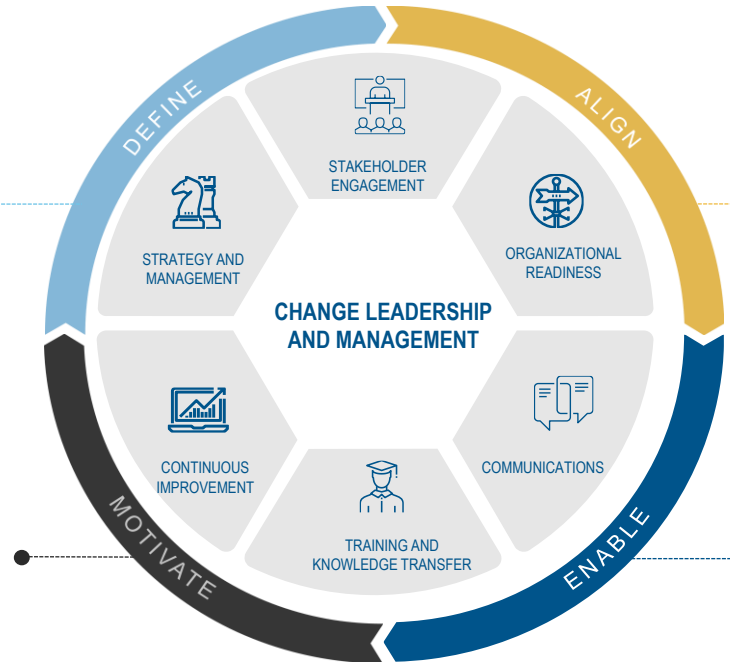 DEFINE
ALIGN
STAKEHOLDER
ENGAGEMENT
STRATEGY AND
MANAGEMENT
ORGANIZATIONAL
READINESS
CHANGE LEADERSHIP
AND MANAGEMENT
CONTINUOUS
IMPROVEMENT
COMMUNICATIONS
TRAINING AND
KNOWLEDGE TRANSFER
MOTIVATE
ENABLE